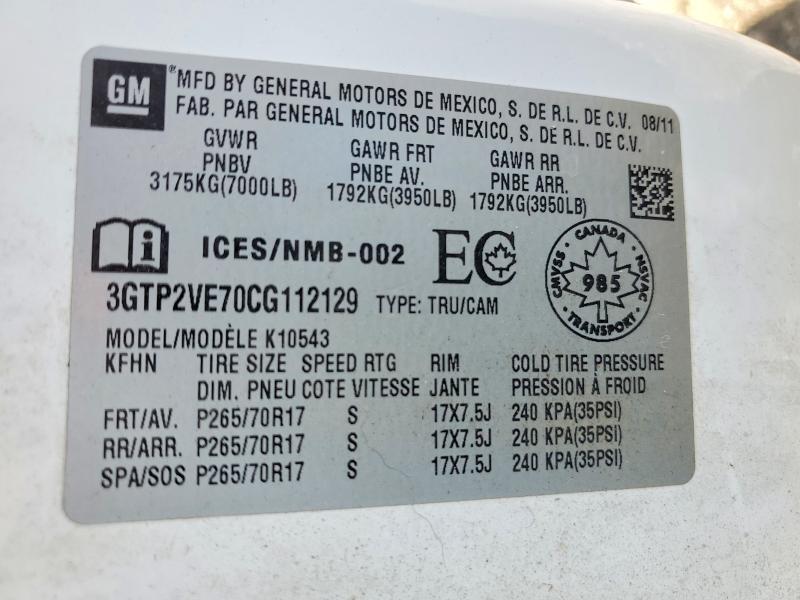 GM
®MFD BY GENERAL MOTORS DE MEXICO, S. DE R.L. DE C.V. 08/11
FAB. PAR GENERAL MOTORS DE MEXICO, S. DE R.L. DE C.V.
GVWR GAWR FRT GAWR RR
PNBV PNBE AV. PNBE ARR.
3175KG(7000LB) 1792KG(3950LB) 1792KG(3950LB)
i ICES/NMB-002 EC CANADA CMVSS 985 NSVAC TRANSPORT
3GTP2VE70CG112129 TYPE: TRU/CAM
MODEL/MODÈLE K10543
KFHN TIRE SIZE SPEED RTG RIM COLD TIRE PRESSURE
DIM. PNEU COTE VITESSE JANTE PRESSION À FROID
FRT/AV. P265/70R17 S 17X7.5J 240 KPA(35PSI)
RR/ARR. P265/70R17 S 17X7.5J 240 KPA(35PSI)
SPA/SOS P265/70R17 S 17X7.5J 240 KPA(35PSI)